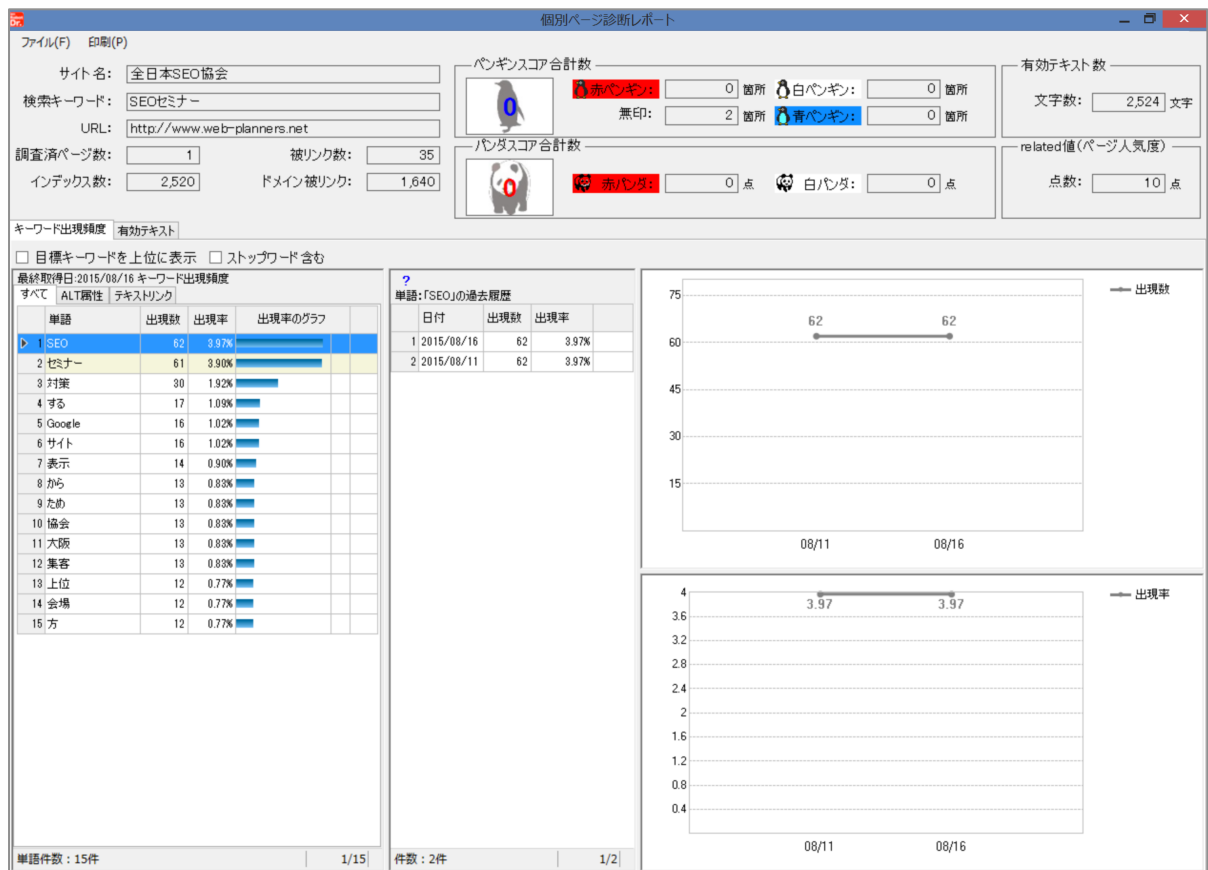 個別ページ診断レポート
ファイル(F) 印刷(P)
サイト名: 全日本SEO協会
検索キーワード: SEOセミナー
URL: http://www.web-planners.net
調査済ページ数: 1 被リンク数: 35
インデックス数: 2,520 ドメイン被リンク: 1,640
ペンギンスコア合計数
0
赤ペンギン: 0 箇所 白ペンギン: 0 箇所
無印: 2 箇所 青ペンギン: 0 箇所
パンダスコア合計数
0
赤パンダ: 0 点 白パンダ: 0 点
有効テキスト数
文字数: 2,524 文字
related値(ページ人気度)
点数: 10 点
キーワード出現頻度 有効テキスト
目標キーワードを上位に表示 ストップワード含む
最終取得日:2015/08/16 キーワード出現頻度
すべて ALT属性 テキストリンク
単語 出現数 出現率 出現率のグラフ
1 SEO 62 3.97%
2 セミナー 61 3.90%
3 対策 30 1.92%
4 する 17 1.09%
5 Google 16 1.02%
6 サイト 16 1.02%
7 表示 14 0.90%
8 から 13 0.83%
9 ため 13 0.83%
10 協会 13 0.83%
11 大阪 13 0.83%
12 集客 13 0.83%
13 上位 12 0.77%
14 会場 12 0.77%
15 方 12 0.77%
単語件数:15件 1/15
?
単語:「SEO」の過去履歴
日付 出現数 出現率
1 2015/08/16 62 3.97%
2 2015/08/11 62 3.97%
件数:2件 1/2
出現数
75
60
45
30
15
62 62
08/11 08/16
出現率
4
3.6
3.2
2.8
2.4
2
1.6
1.2
0.8
0.4
3.97 3.97
08/11 08/16